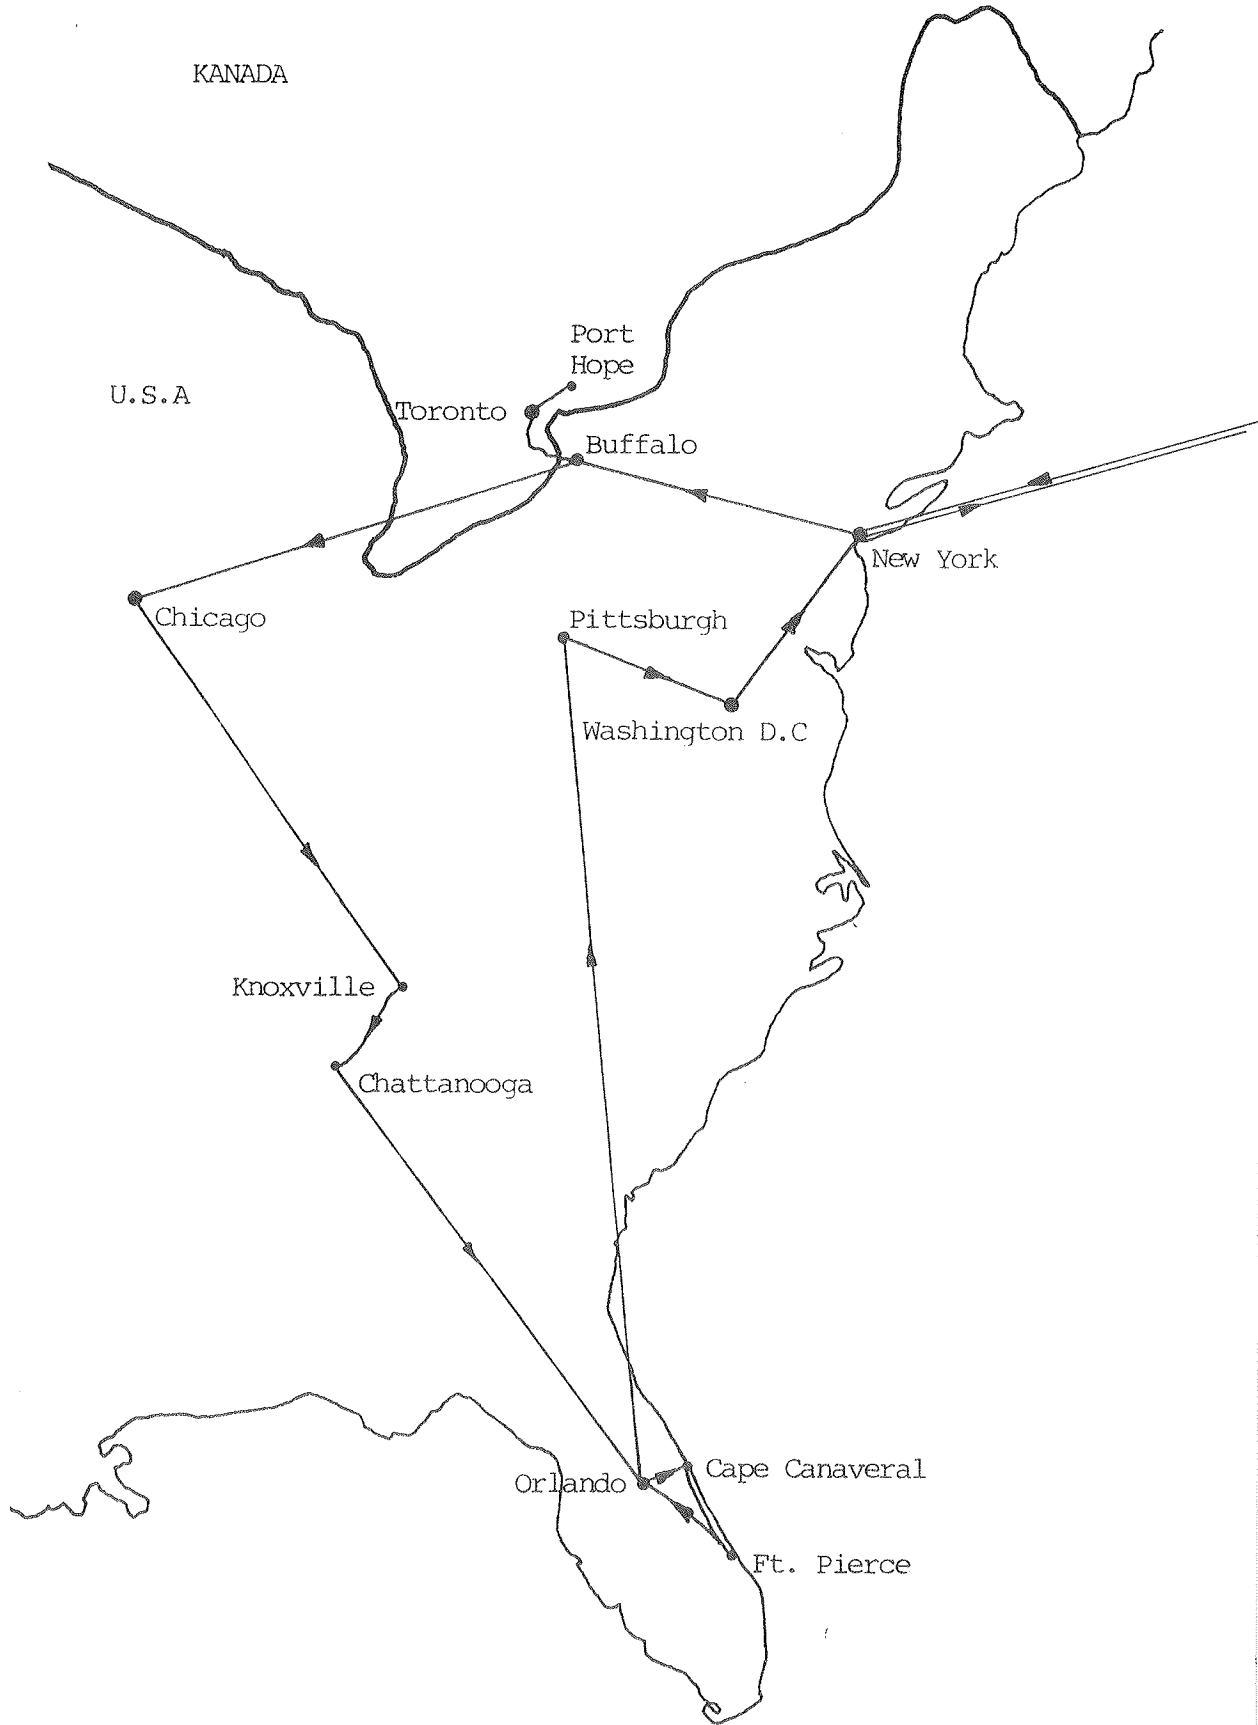 KANADA
Port
Hope
U.S.A
Toronto
Buffalo
New York
Chicago
Pittsburgh
Washington D.C
Knoxville
Chattanooga
Orlando
Cape Canaveral
Ft. Pierce